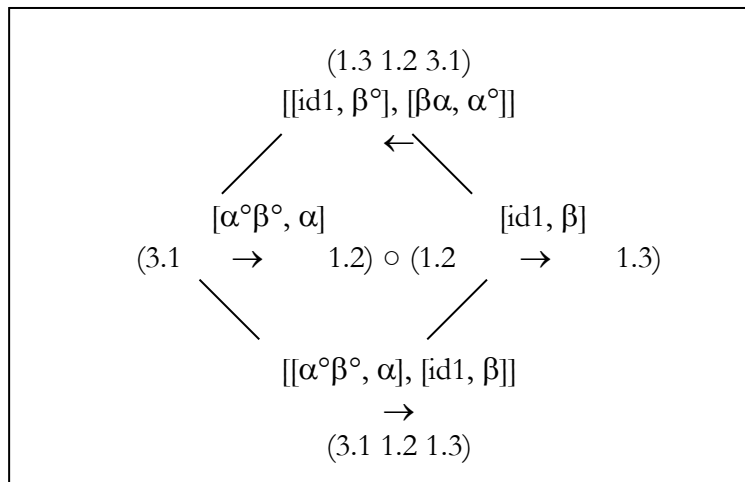 (1.3 1.2 3.1)
[[id1, β°], [βα, α°]]
←
[α°β°, α] [id1, β]
(3.1 → 1.2) ○ (1.2 → 1.3)
[[α°β°, α], [id1, β]]
→
(3.1 1.2 1.3)